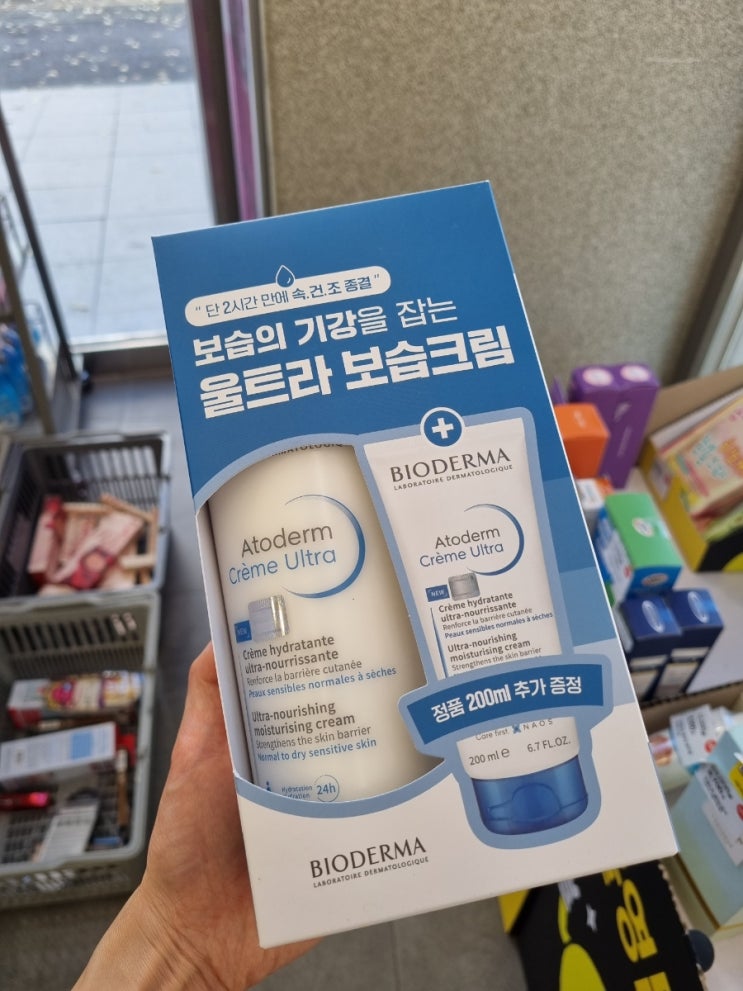 “단 2시간 만에 속.건.조 종결”
보습의 기강을 잡는
울트라 보습크림
Atoderm
Crème Ultra
NEW
Crème hydratante
ultra-nourrissante
Renforce la barrière cutanée
Peaux sensibles normales à sèches
Ultra-nourishing
moisturising cream
Strengthens the skin barrier
Normal to dry sensitive skin
Hydratation
24h
BIODERMA
LABORATOIRE DERMATOLOGIQUE
Atoderm
Crème Ultra
NEW
Crème hydratante
ultra-nourrissante
Renforce la barrière cutanée
Peaux sensibles normales à sèches
Ultra-nourishing
moisturising cream
Strengthens the skin barrier
정품 200ml 추가 증정
Care first NAOS
200 ml e 6.7 FL.OZ.
BIODERMA
LABORATOIRE DERMATOLOGIQUE